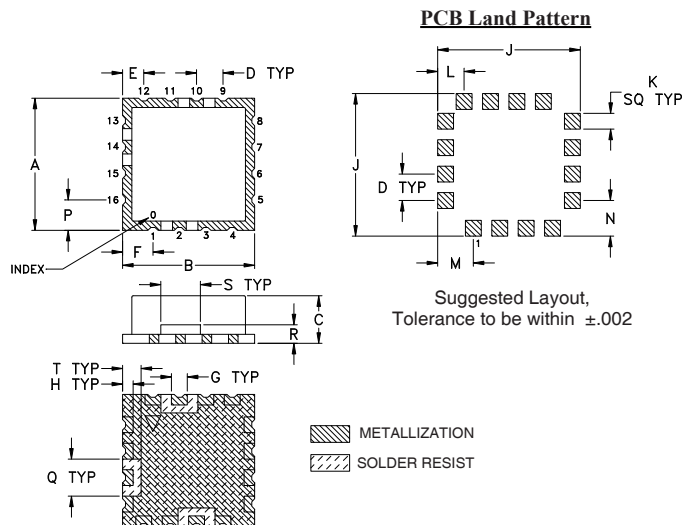 PCB Land Pattern
E
D TYP
12 11 10 9
13
14
15
16
8
7
6
5
A
P
0
1 2 3 4
F
B
INDEX
S TYP
C
R
T TYP
H TYP
G TYP
Q TYP
J
L
K
SQ TYP
J
D TYP
N
1
M
Suggested Layout,
Tolerance to be within ±.002
METALLIZATION
SOLDER RESIST